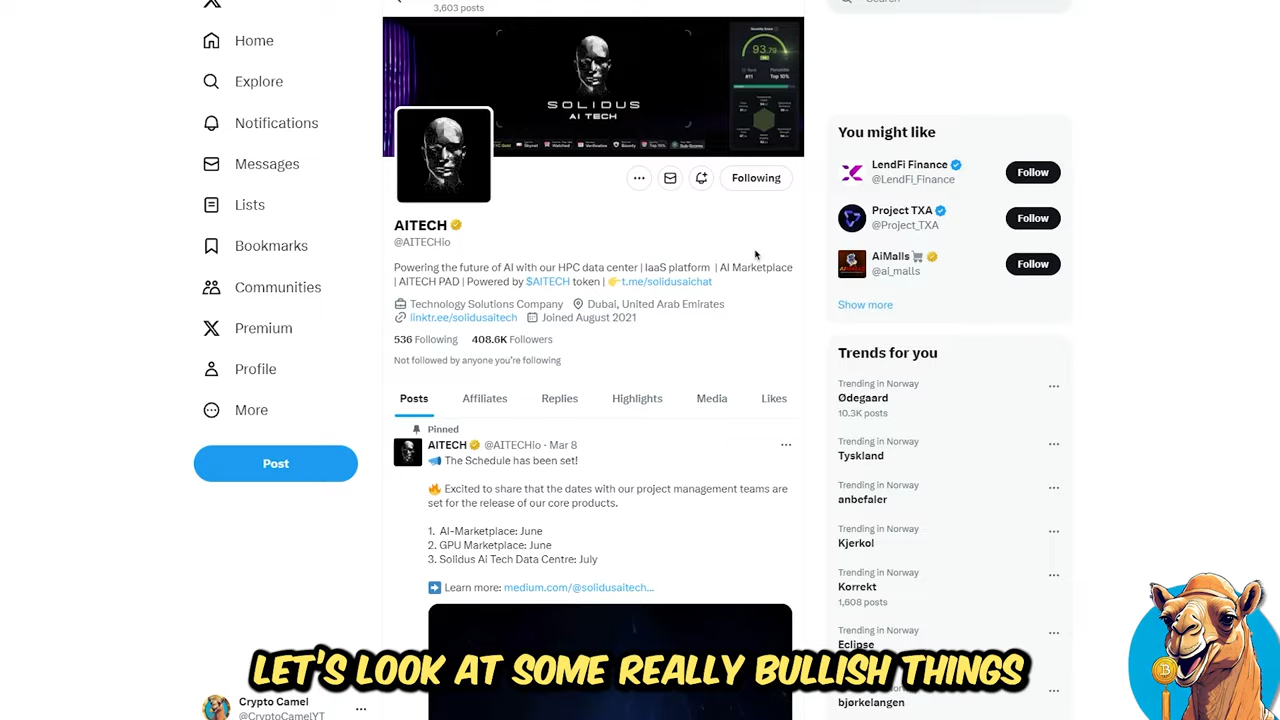 3,603 posts
Search
Home
Explore
Notifications
Messages
Lists
Bookmarks
Communities
Premium
Profile
More
Post
Crypto Camel
@CryptoCamelYT
SOLIDUS
AI TECH
93.79
#11
Top 10%
Following
AITECH
@AITECHio
Powering the future of AI with our HPC data center | IaaS platform | AI Marketplace
| AITECH PAD | Powered by $AITECH token | 👉t.me/solidusaichat
Technology Solutions Company Dubai, United Arab Emirates
linktr.ee/solidusaitech Joined August 2021
536 Following 408.6K Followers
Not followed by anyone you're following
Posts Affiliates Replies Highlights Media Likes
Pinned
AITECH @AITECHio · Mar 8
📣 The Schedule has been set!
🔥 Excited to share that the dates with our project management teams are
set for the release of our core products.
1. AI-Marketplace: June
2. GPU Marketplace: June
3. Solidus Ai Tech Data Centre: July
➡️ Learn more: medium.com/@solidusaitech...
You might like
LendFi Finance
@LendFi_Finance
Follow
Project TXA
@Project_TXA
Follow
AiMalls🛒
@ai_malls
Follow
Show more
Trends for you
Trending in Norway
Ødegaard
10.3K posts
Trending in Norway
Tyskland
Trending in Norway
anbefaler
Trending in Norway
Kjerkol
Trending in Norway
Korrekt
1,608 posts
Trending in Norway
Eclipse
bjørkelangen
LET'S LOOK AT SOME REALLY BULLISH THINGS